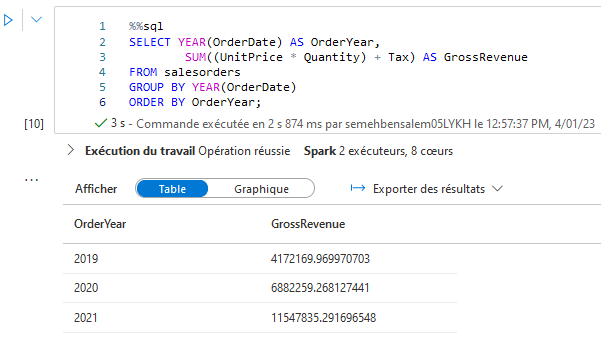 1 %%sql
2 SELECT YEAR(OrderDate) AS OrderYear,
3 SUM((UnitPrice * Quantity) + Tax) AS GrossRevenue
4 FROM salesorders
5 GROUP BY YEAR(OrderDate)
6 ORDER BY OrderYear;
[10] ✓ 3 s - Commande exécutée en 2 s 874 ms par semehbensalem05LYKH le 12:57:37 PM, 4/01/23
> Exécution du travail Opération réussie Spark 2 exécuteurs, 8 cœurs
... Afficher Table Graphique Exporter des résultats
OrderYear GrossRevenue
2019 4172169.969970703
2020 6882259.268127441
2021 11547835.291696548